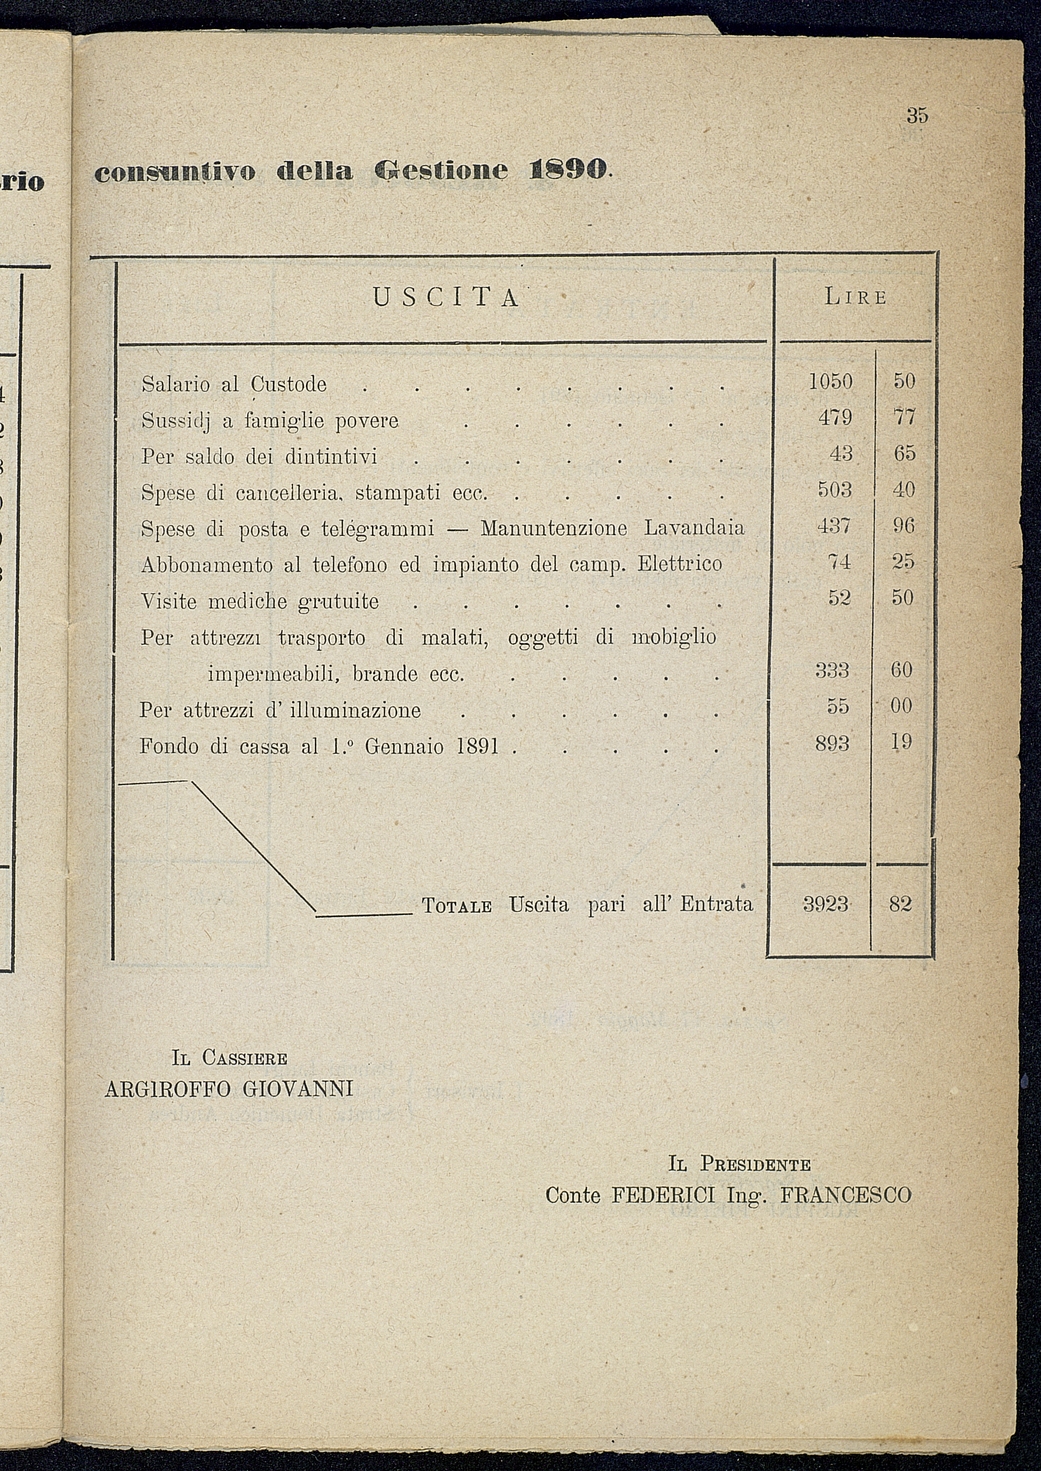 35
rio consuntivo della Gestione 1890.
USCITA LIRE
Salario al Custode . . . . . . . . 1050 50
Sussidj a famiglie povere . . . . . . 479 77
Per saldo dei dintintivi . . . . . . . 43 65
Spese di cancelleria, stampati ecc. . . . . . 503 40
Spese di posta e telegrammi — Manuntenzione Lavandaia 437 96
Abbonamento al telefono ed impianto del camp. Elettrico 74 25
Visite mediche gratuite . . . . . . . 52 50
Per attrezzi trasporto di malati, oggetti di mobiglio
impermeabili, brande ecc. . . . . . 333 60
Per attrezzi d' illuminazione . . . . . . 55 00
Fondo di cassa al 1.º Gennaio 1891 . . . . . 893 19
TOTALE Uscita pari all' Entrata 3923 82
IL CASSIERE
ARGIROFFO GIOVANNI
IL PRESIDENTE
Conte FEDERICI Ing. FRANCESCO